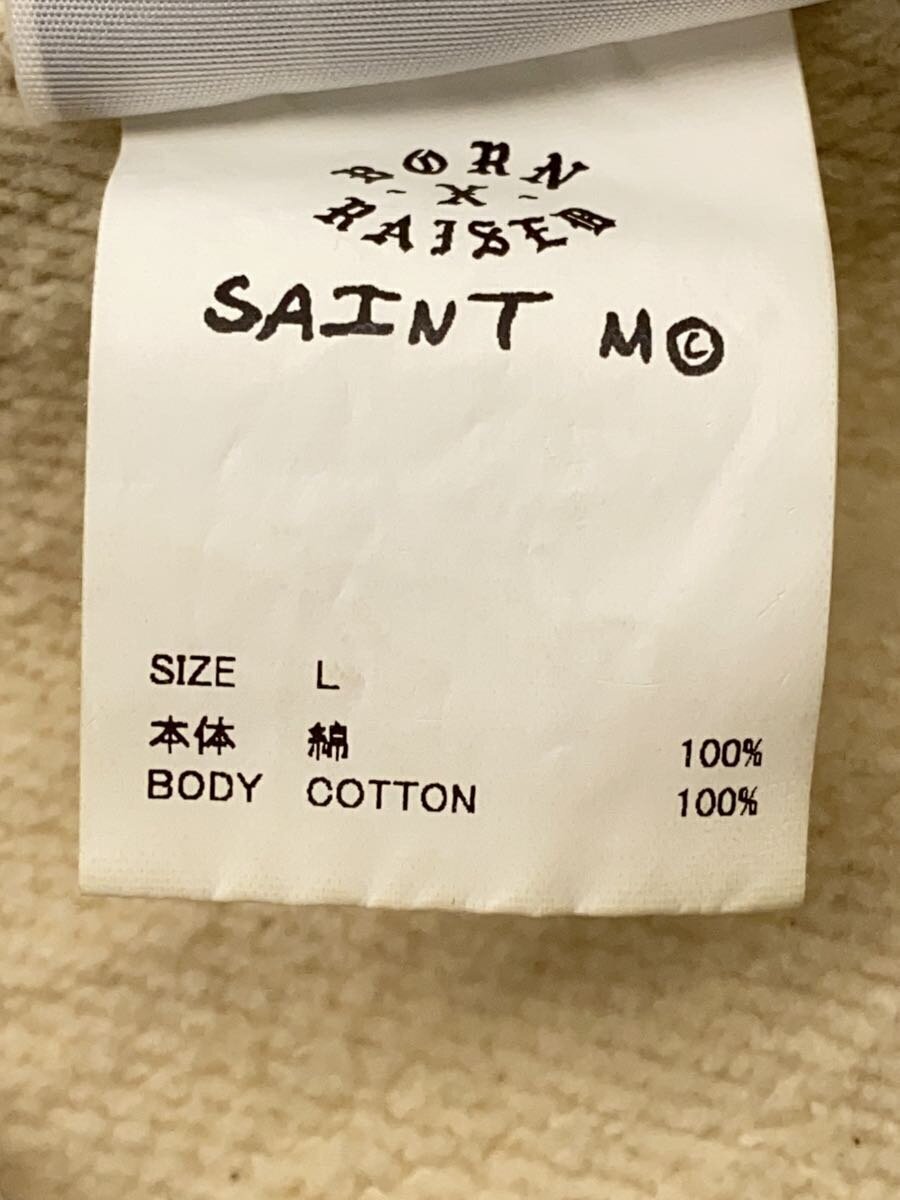 BORN
~ X ~
RAISED
SAINT M©
SIZE L
本体 綿 100%
BODY COTTON 100%